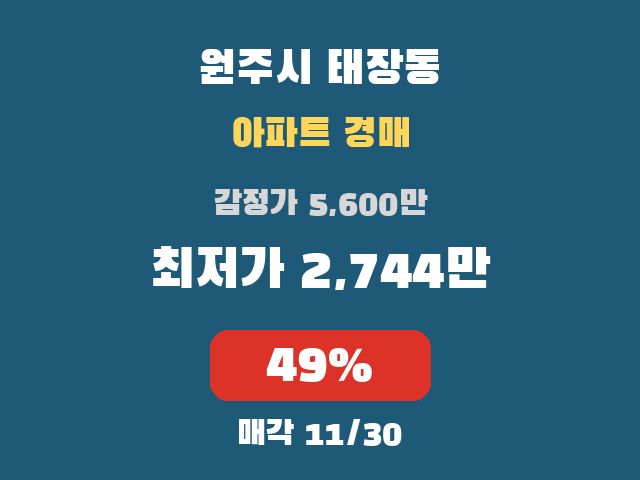 원주시 태장동
아파트 경매
감정가 5,600만
최저가 2,744만
49%
매각 11/30